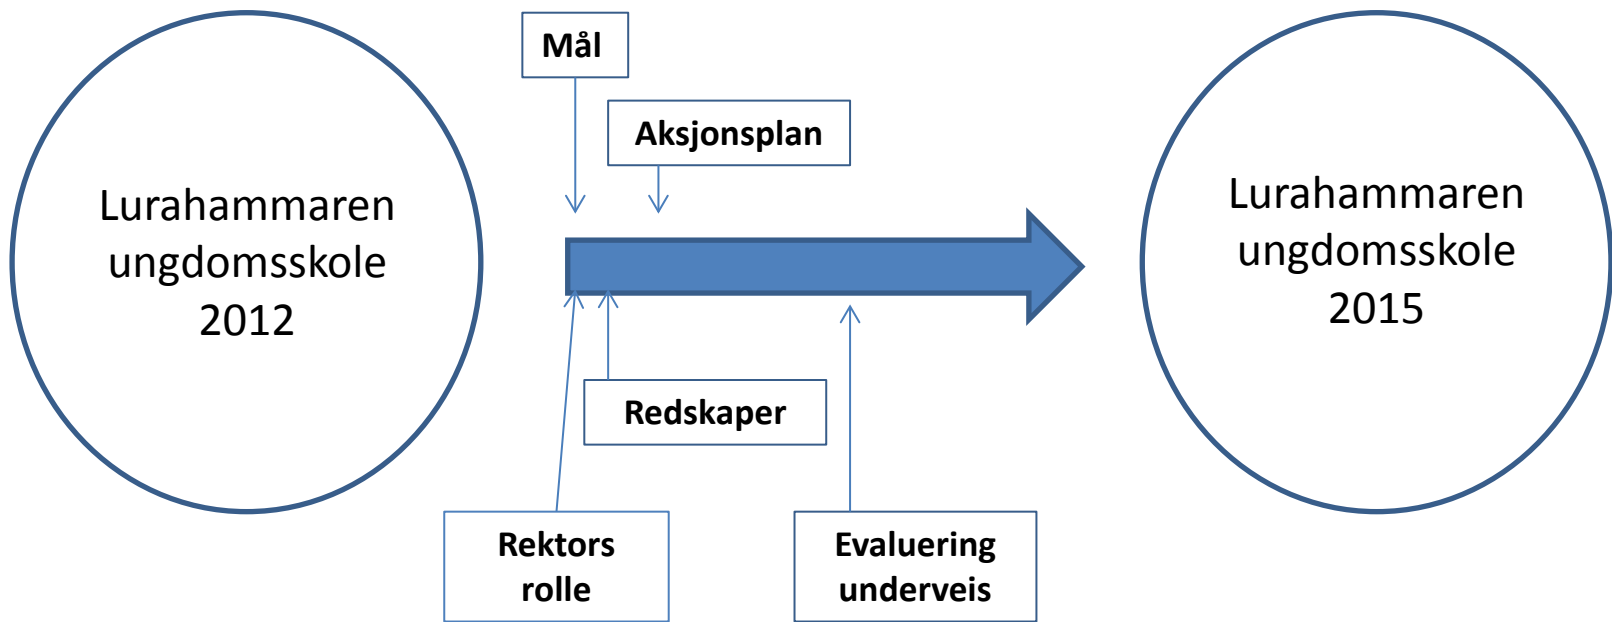 Lurahammaren
ungdomsskole
2012
Mål
Aksjonsplan
Redskaper
Rektors
rolle
Evaluering
underveis
Lurahammaren
ungdomsskole
2015